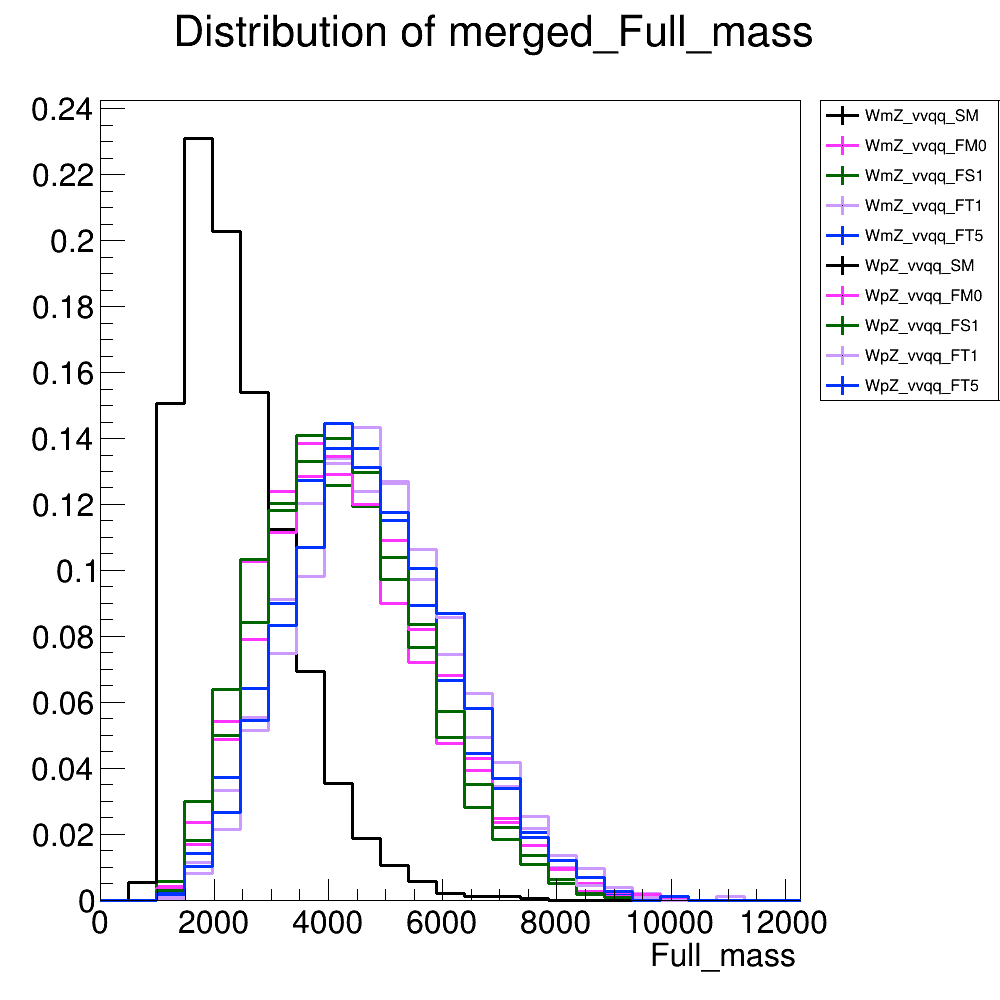 Distribution of merged_Full_mass
0.24
0.22
0.2
0.18
0.16
0.14
0.12
0.1
0.08
0.06
0.04
0.02
0
0 2000 4000 6000 8000 10000 12000
Full_mass
WmZ_vvqq_SM
WmZ_vvqq_FM0
WmZ_vvqq_FS1
WmZ_vvqq_FT1
WmZ_vvqq_FT5
WpZ_vvqq_SM
WpZ_vvqq_FM0
WpZ_vvqq_FS1
WpZ_vvqq_FT1
WpZ_vvqq_FT5